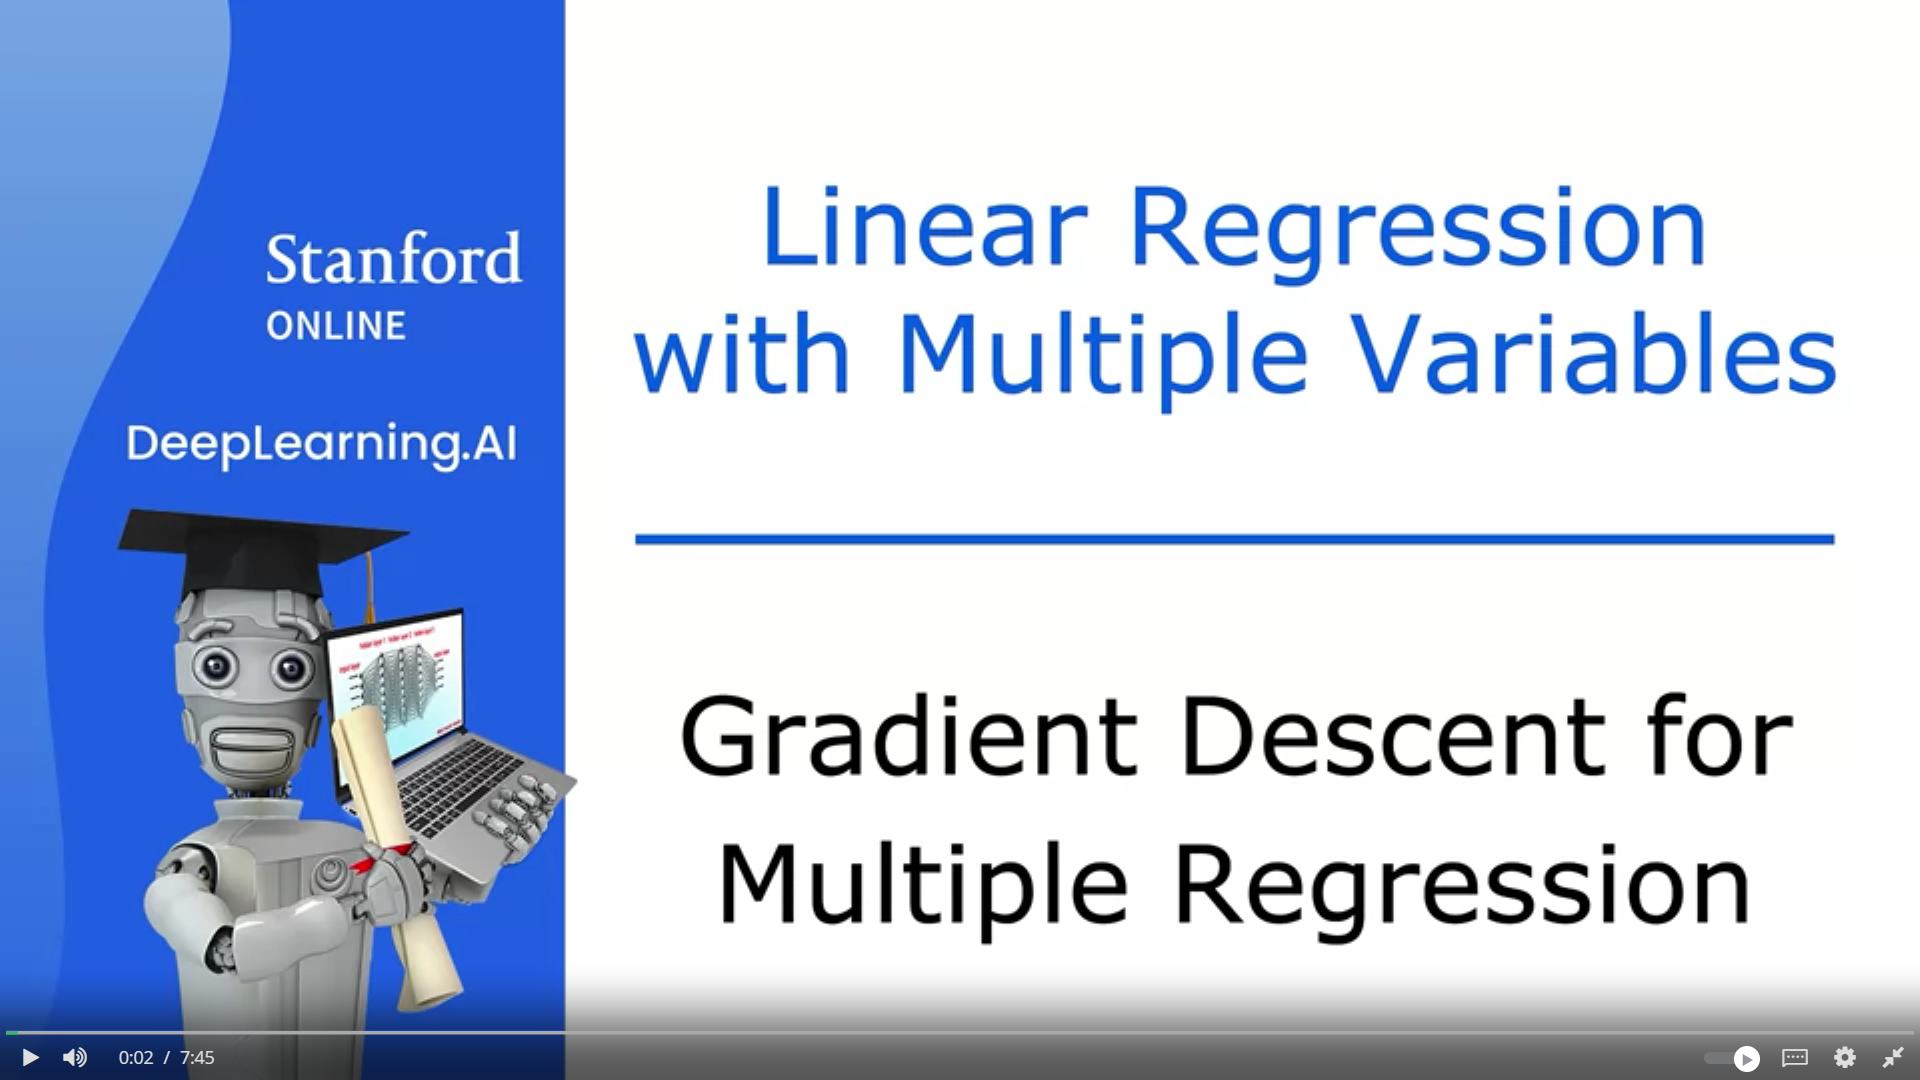 Stanford
ONLINE
DeepLearning.AI
Linear Regression
with Multiple Variables
Gradient Descent for
Multiple Regression
0:02 / 7:45